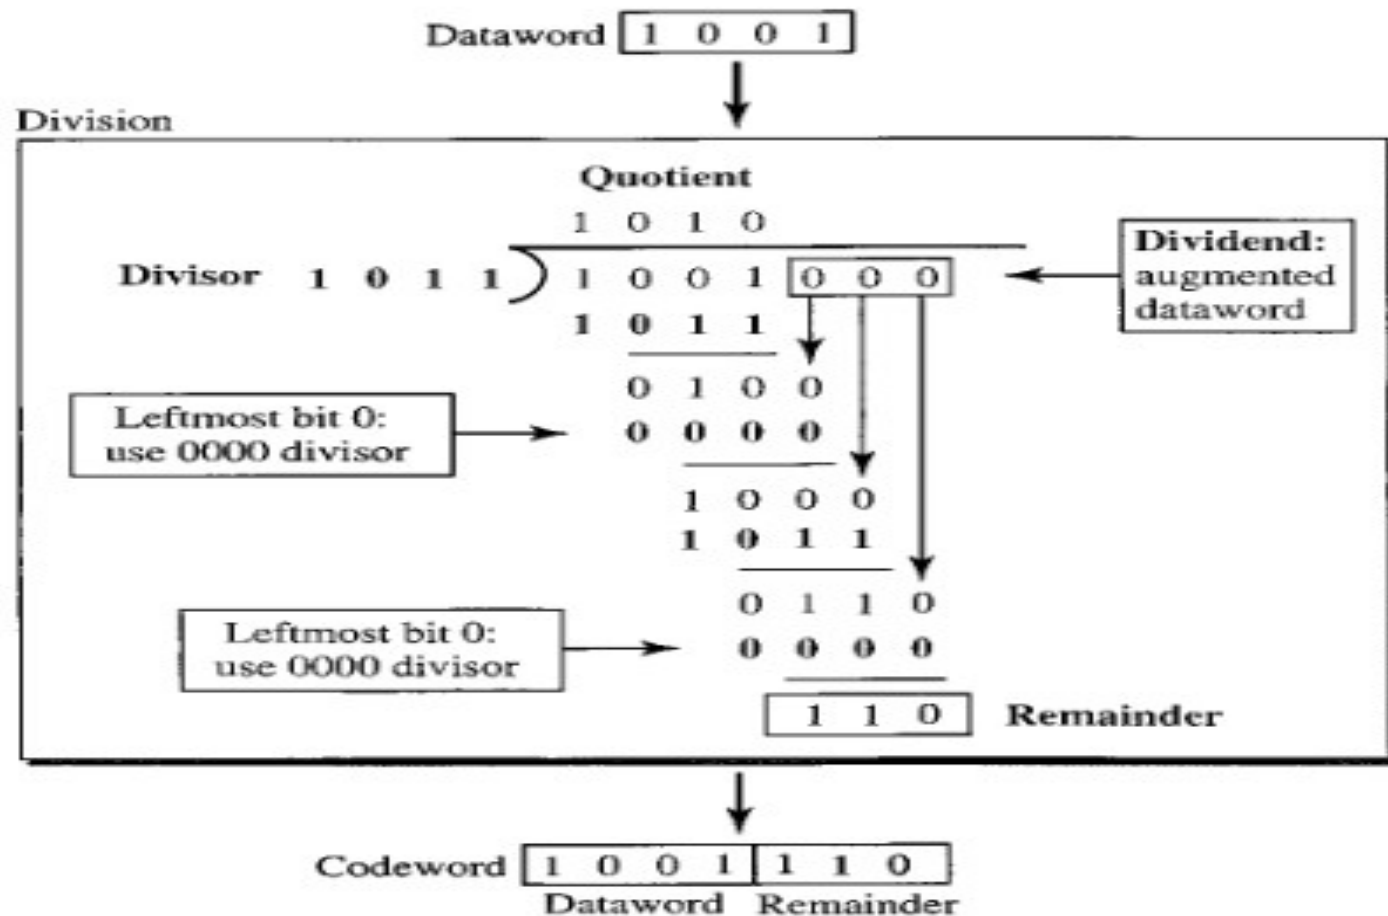 Dataword 1 0 0 1
Division
Quotient
1 0 1 0
Divisor 1 0 1 1 1 0 0 1 0 0 0
Dividend:
augmented
dataword
1 0 1 1
0 1 0 0
Leftmost bit 0:
use 0000 divisor
0 0 0 0
1 0 0 0
1 0 1 1
0 1 1 0
Leftmost bit 0:
use 0000 divisor
0 0 0 0
1 1 0 Remainder
Codeword 1 0 0 1 1 1 0
Dataword Remainder